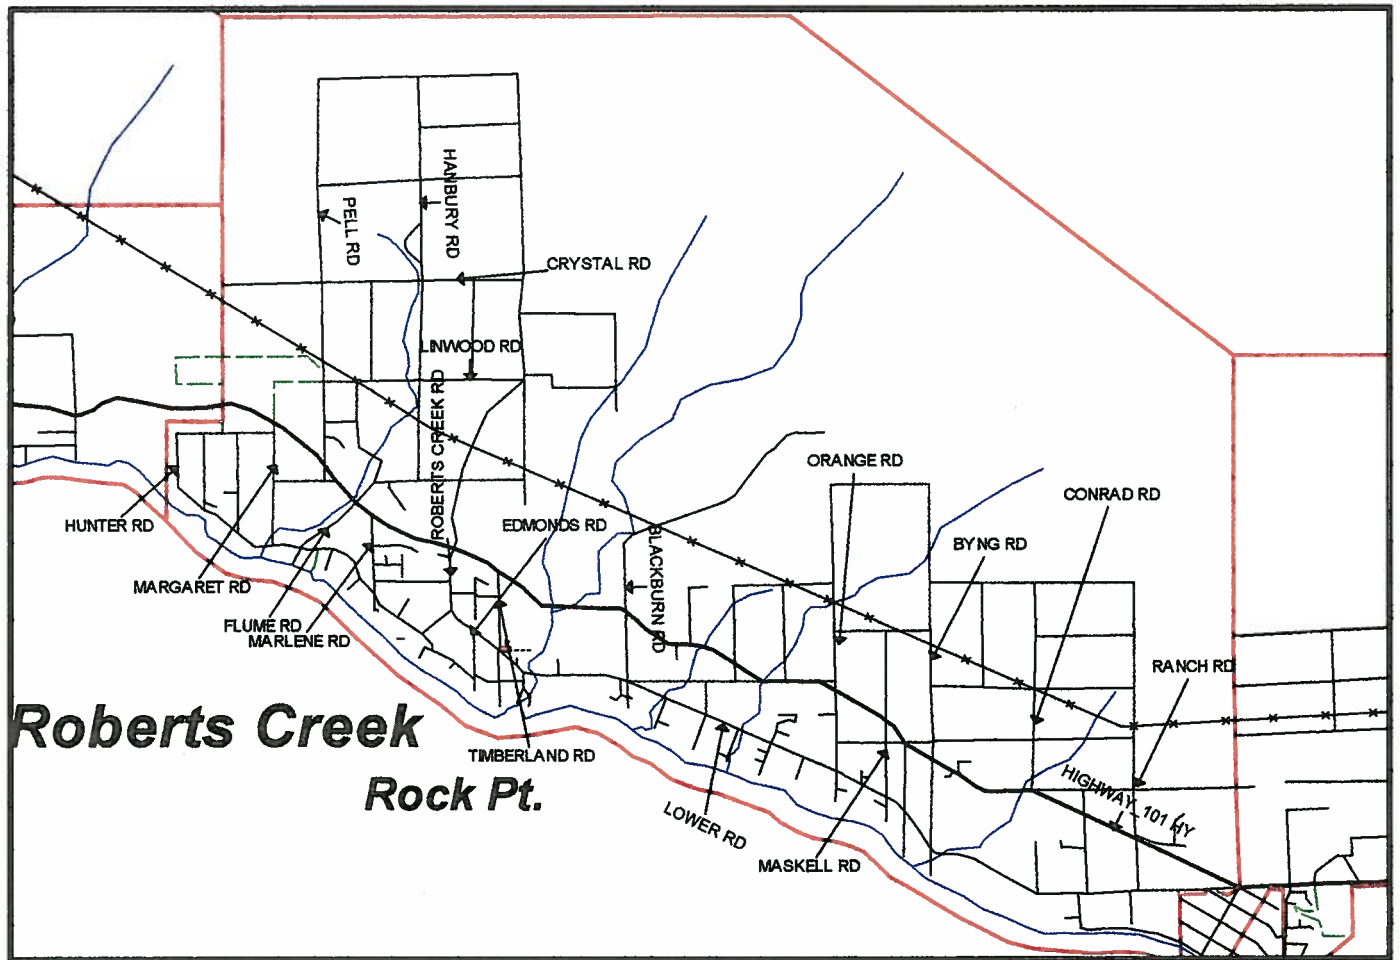 HANBURY RD
PELL RD
CRYSTAL RD
LINWOOD RD
ROBERTS CREEK RD
ORANGE RD
CONRAD RD
HUNTER RD
EDMONDS RD
BLACKBURN RD
BYNG RD
MARGARET RD
FLUME RD
MARLENE RD
RANCH RD
Roberts Creek
TIMBERLAND RD
Rock Pt.
HIGHWAY_101 HY
LOWER RD
MASKELL RD